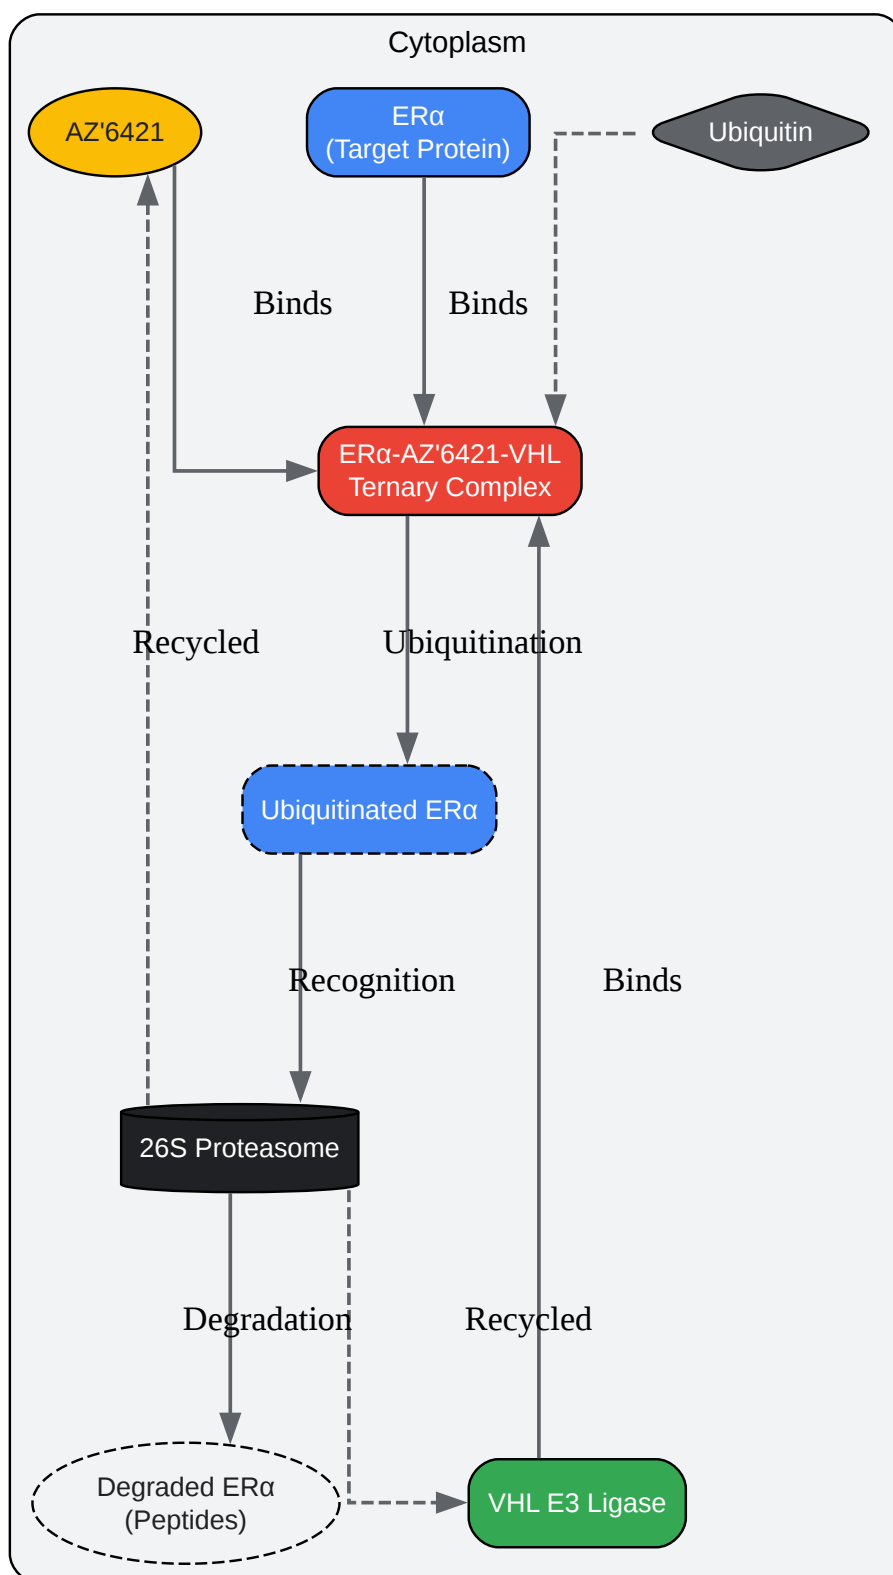 Cytoplasm
AZ'6421
ERα
(Target Protein)
Ubiquitin
Binds
Binds
ERα-AZ'6421-VHL
Ternary Complex
Recycled
Ubiquitination
Ubiquitinated ERα
Recognition
Binds
26S Proteasome
Degradation
Recycled
Degraded ERα
(Peptides)
VHL E3 Ligase